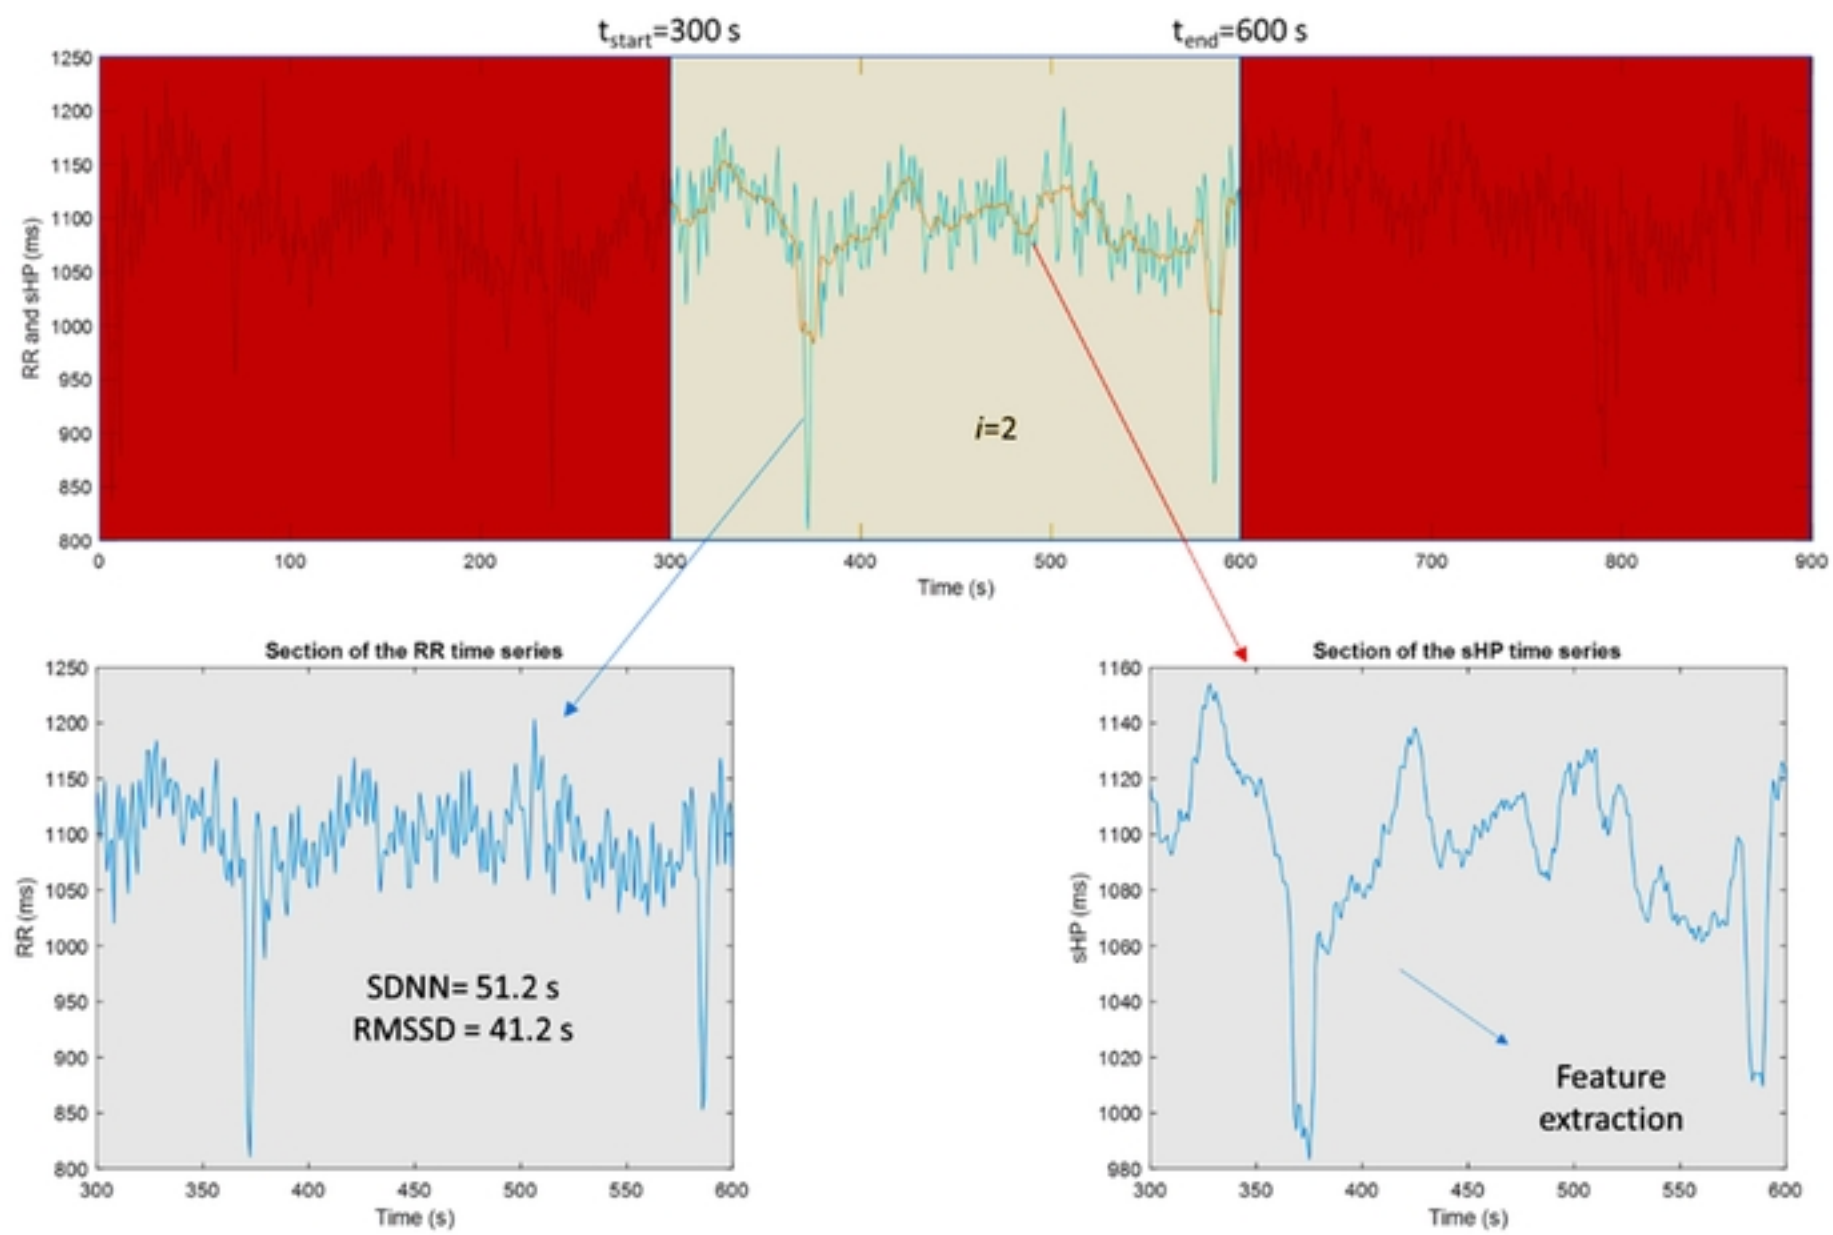 t_start=300 s
t_end=600 s
1250
1200
1150
1100
1050
1000
950
900
850
800
RR and sHP (ms)
i=2
0 100 200 300 400 500 600 700 800 900
Time (s)
Section of the RR time series
1250
1200
1150
1100
1050
1000
950
900
850
800
RR (ms)
SDNN= 51.2 s
RMSSD = 41.2 s
300 350 400 450 500 550 600
Time (s)
Section of the sHP time series
1160
1140
1120
1100
1080
1060
1040
1020
1000
980
sHP (ms)
Feature
extraction
300 350 400 450 500 550 600
Time (s)